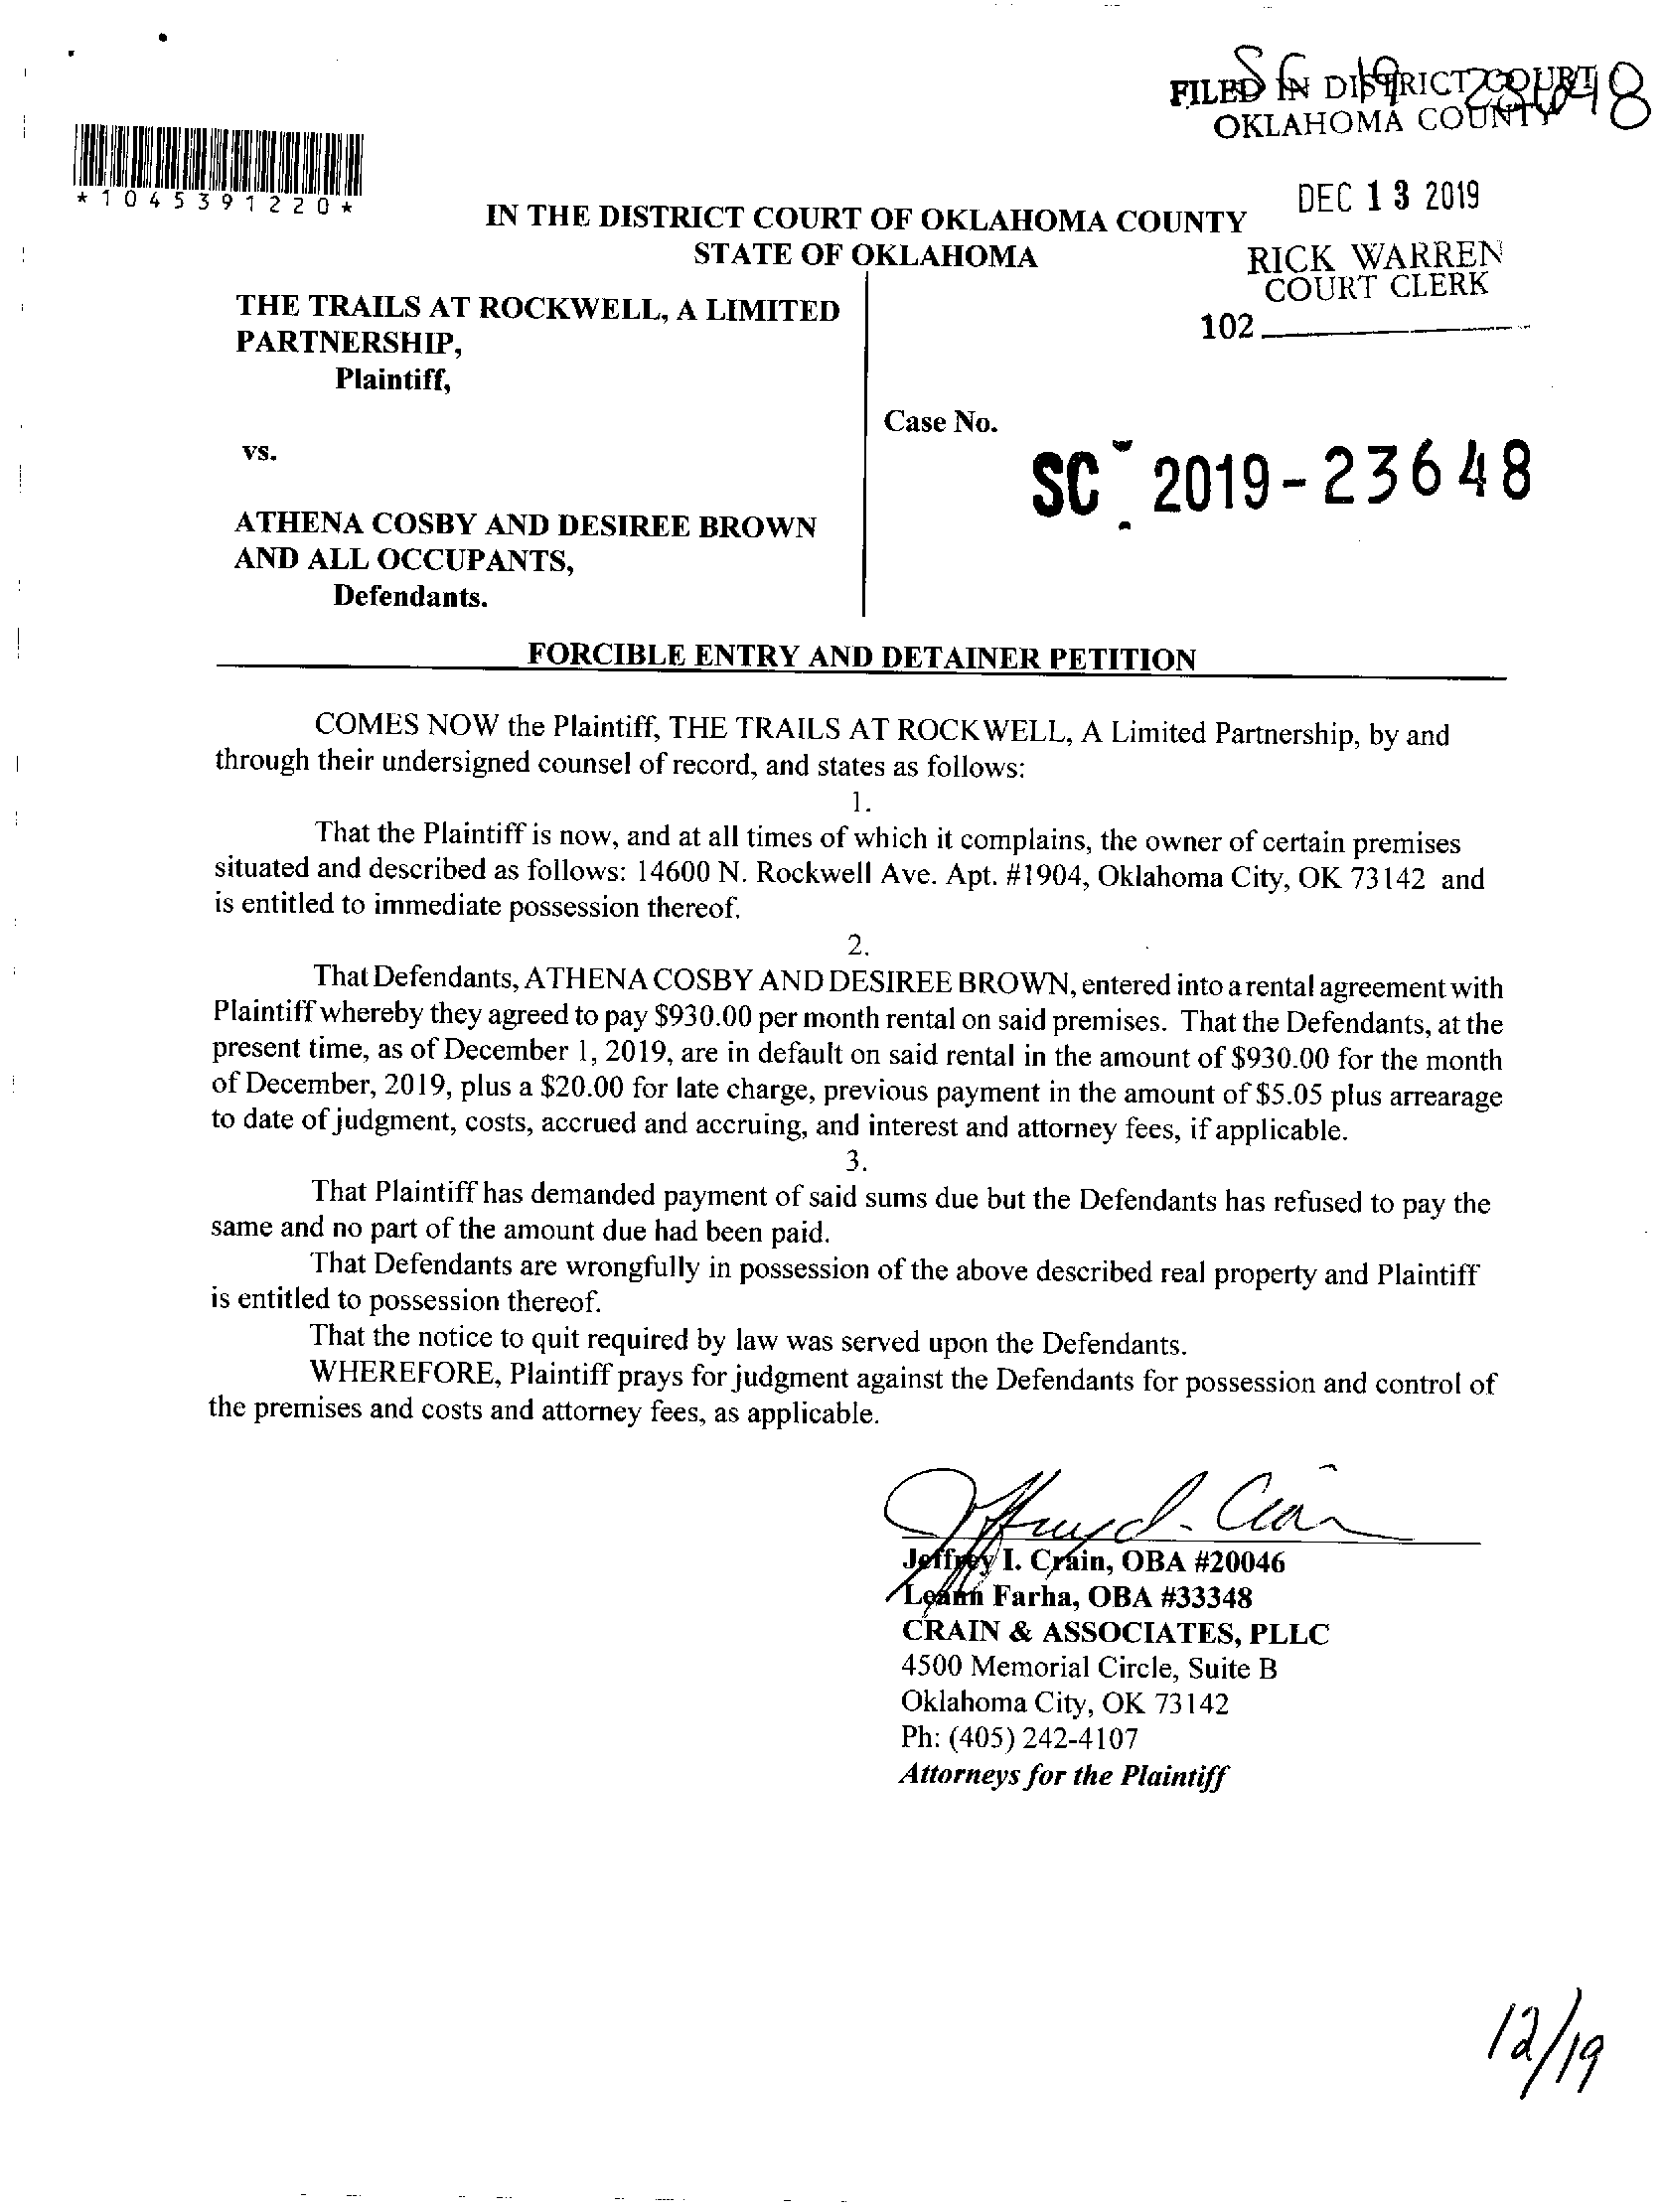 SC 19 23648
FILED IN DISTRICT COURT
OKLAHOMA COUNTY
*1045391220*
DEC 13 2019
IN THE DISTRICT COURT OF OKLAHOMA COUNTY
STATE OF OKLAHOMA
RICK WARREN
COURT CLERK
102
THE TRAILS AT ROCKWELL, A LIMITED
PARTNERSHIP,
Plaintiff,
Case No.
vs.
SC - 2019-23648
ATHENA COSBY AND DESIREE BROWN
AND ALL OCCUPANTS,
Defendants.
FORCIBLE ENTRY AND DETAINER PETITION
COMES NOW the Plaintiff, THE TRAILS AT ROCKWELL, A Limited Partnership, by and
through their undersigned counsel of record, and states as follows:
1.
That the Plaintiff is now, and at all times of which it complains, the owner of certain premises
situated and described as follows: 14600 N. Rockwell Ave. Apt. #1904, Oklahoma City, OK 73142 and
is entitled to immediate possession thereof.
2.
That Defendants, ATHENA COSBY AND DESIREE BROWN, entered into a rental agreement with
Plaintiff whereby they agreed to pay $930.00 per month rental on said premises. That the Defendants, at the
present time, as of December 1, 2019, are in default on said rental in the amount of $930.00 for the month
of December, 2019, plus a $20.00 for late charge, previous payment in the amount of $5.05 plus arrearage
to date of judgment, costs, accrued and accruing, and interest and attorney fees, if applicable.
3.
That Plaintiff has demanded payment of said sums due but the Defendants has refused to pay the
same and no part of the amount due had been paid.
That Defendants are wrongfully in possession of the above described real property and Plaintiff
is entitled to possession thereof.
That the notice to quit required by law was served upon the Defendants.
WHEREFORE, Plaintiff prays for judgment against the Defendants for possession and control of
the premises and costs and attorney fees, as applicable.
Jeffrey I. Crain, OBA #20046
Leann Farha, OBA #33348
CRAIN & ASSOCIATES, PLLC
4500 Memorial Circle, Suite B
Oklahoma City, OK 73142
Ph: (405) 242-4107
Attorneys for the Plaintiff
12/19